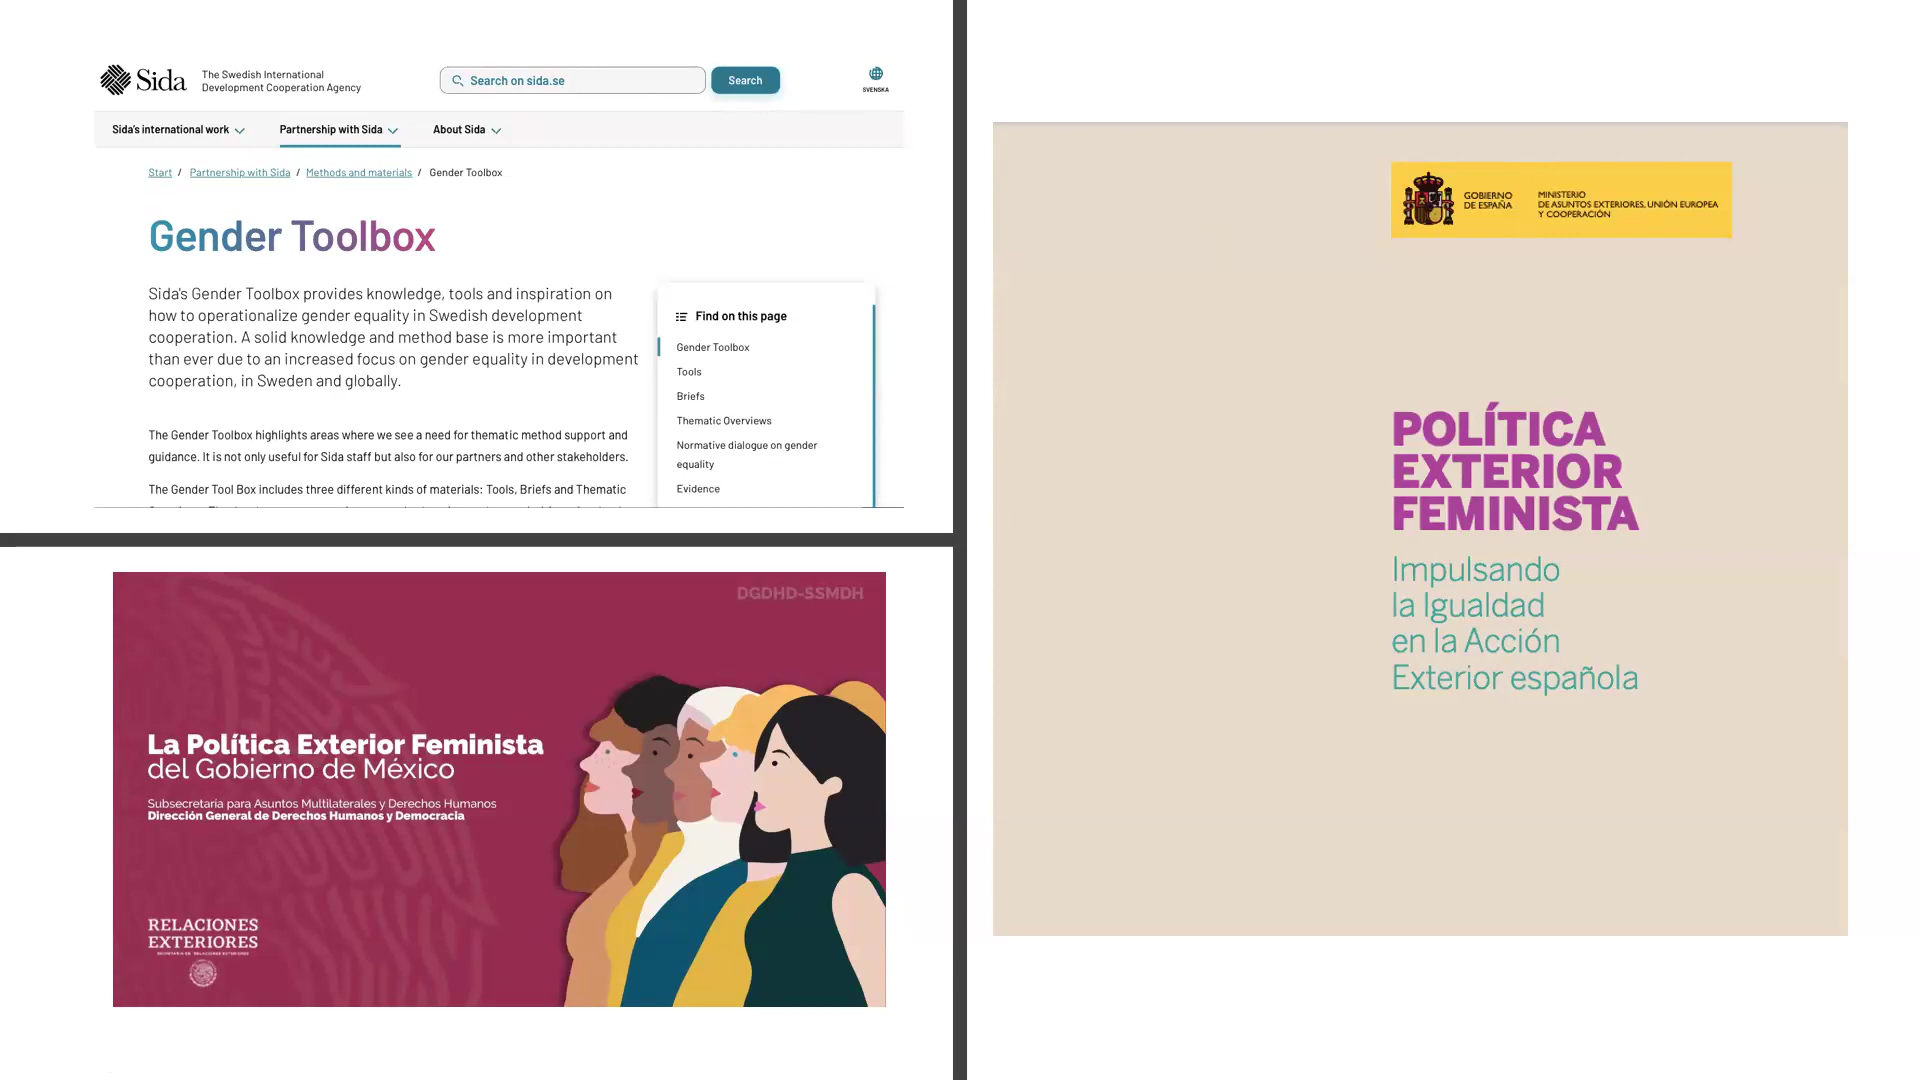 Sida
The Swedish International
Development Cooperation Agency
Search on sida.se
Search
SVENSKA
Sida's international work
Partnership with Sida
About Sida
Start / Partnership with Sida / Methods and materials / Gender Toolbox
Gender Toolbox
Sida's Gender Toolbox provides knowledge, tools and inspiration on
how to operationalize gender equality in Swedish development
cooperation. A solid knowledge and method base is more important
than ever due to an increased focus on gender equality in development
cooperation, in Sweden and globally.
The Gender Toolbox highlights areas where we see a need for thematic method support and
guidance. It is not only useful for Sida staff but also for our partners and other stakeholders.
The Gender Tool Box includes three different kinds of materials: Tools, Briefs and Thematic
Find on this page
Gender Toolbox
Tools
Briefs
Thematic Overviews
Normative dialogue on gender
equality
Evidence
DGDHD-SSMDH
La Política Exterior Feminista
del Gobierno de México
Subsecretaría para Asuntos Multilaterales y Derechos Humanos
Dirección General de Derechos Humanos y Democracia
RELACIONES
EXTERIORES
SECRETARÍA DE RELACIONES EXTERIORES
GOBIERNO
DE ESPAÑA
MINISTERIO
DE ASUNTOS EXTERIORES, UNIÓN EUROPEA
Y COOPERACIÓN
POLÍTICA
EXTERIOR
FEMINISTA
Impulsando
la Igualdad
en la Acción
Exterior española